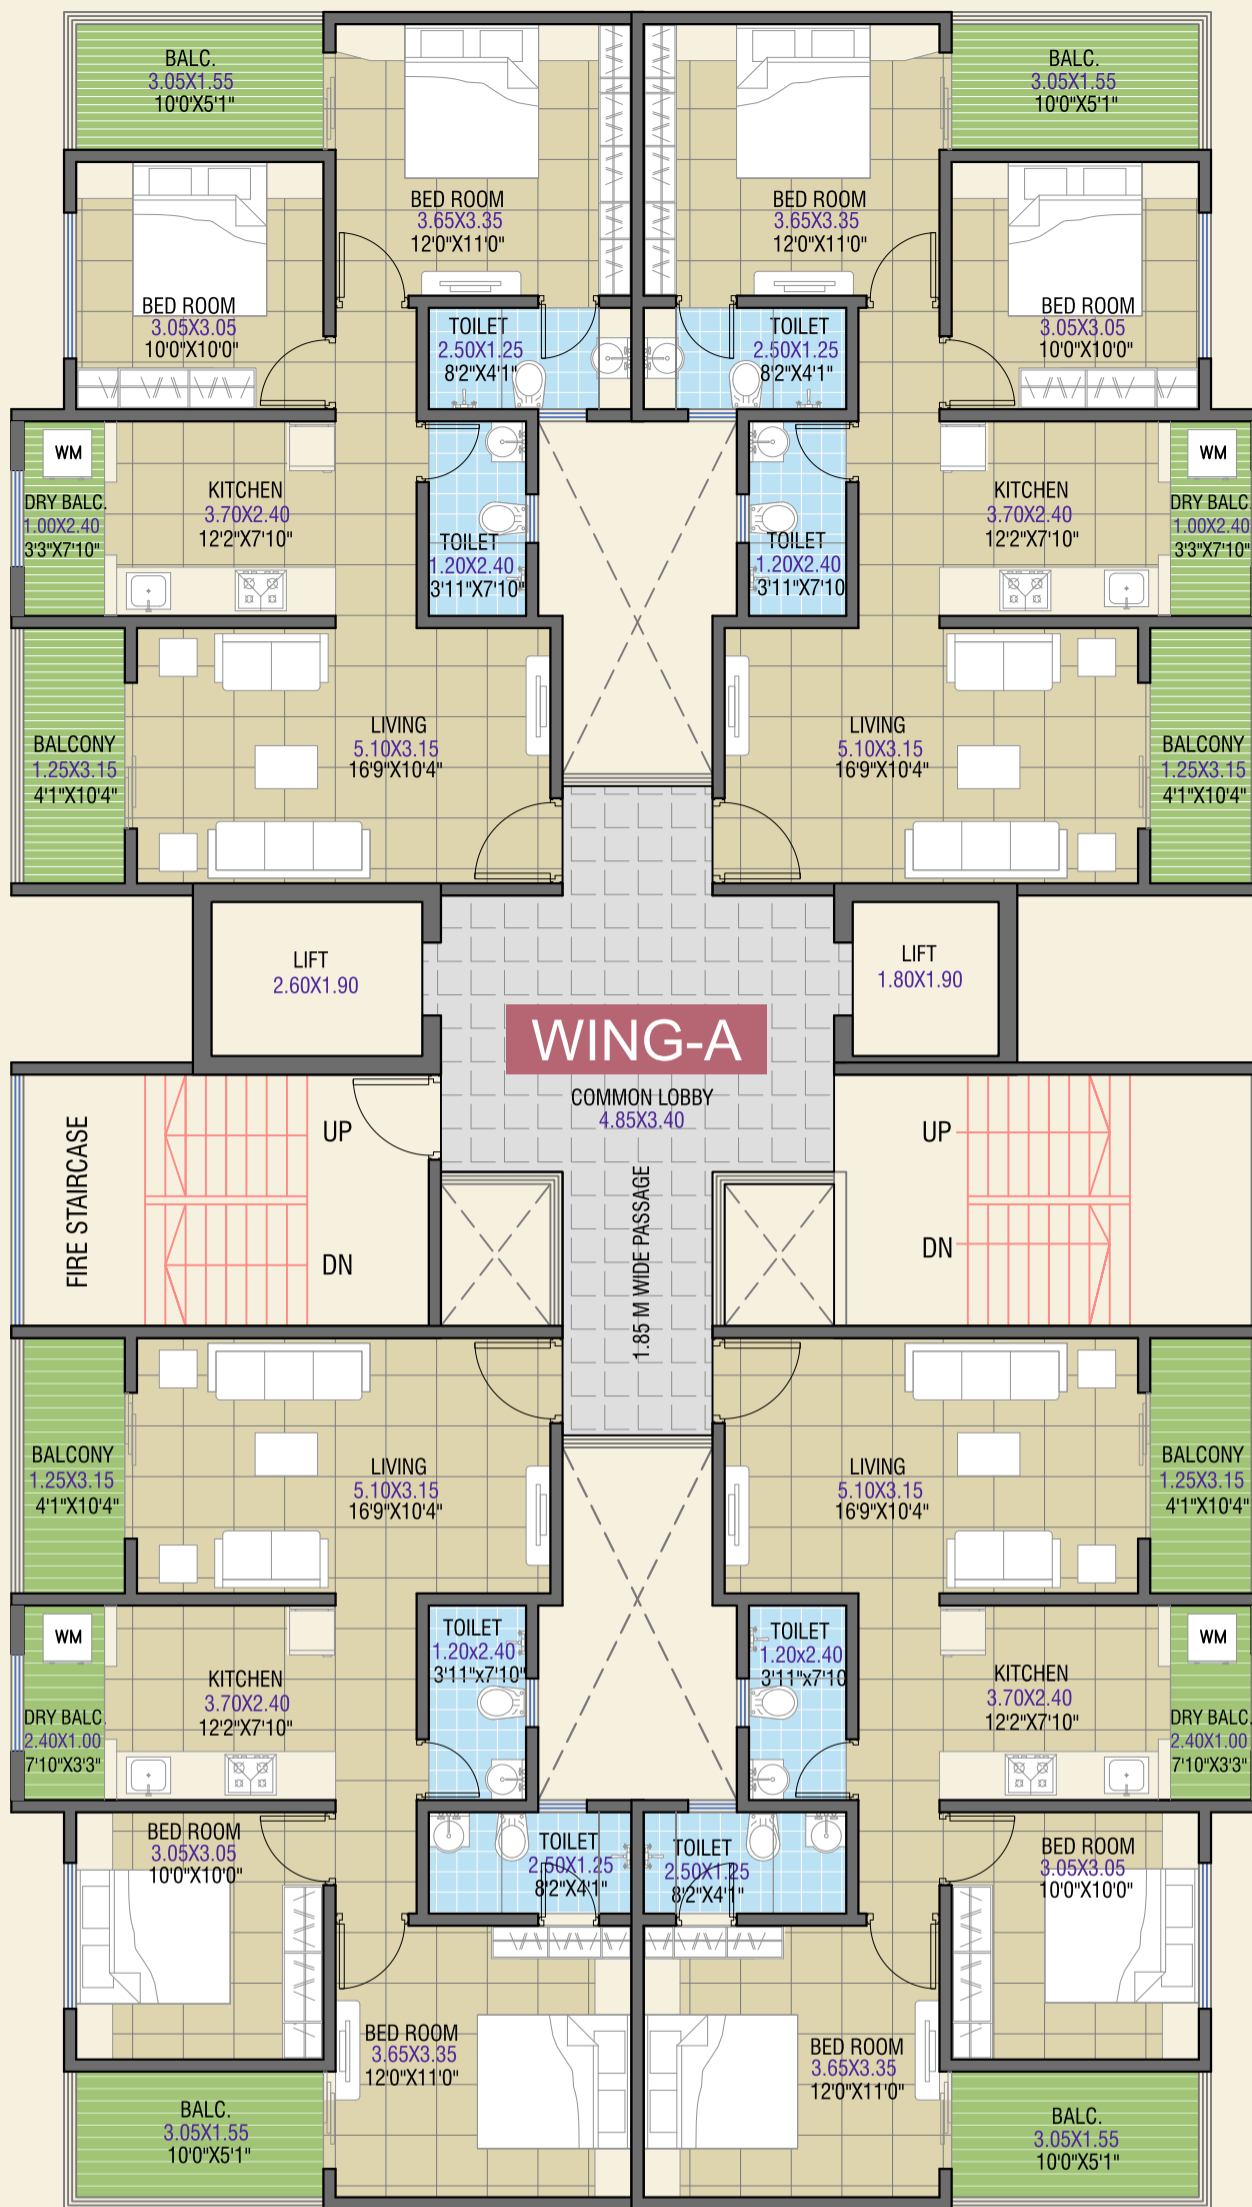 BALC.
3.05X1.55
10'0"X5'1"
BED ROOM
3.65X3.35
12'0"X11'0"
BED ROOM
3.65X3.35
12'0"X11'0"
BALC.
3.05X1.55
10'0"X5'1"
BED ROOM
3.05X3.05
10'0"X10'0"
TOILET
2.50X1.25
8'2"X4'1"
TOILET
2.50X1.25
8'2"X4'1"
BED ROOM
3.05X3.05
10'0"X10'0"
WM
DRY BALC.
1.00X2.40
3'3"X7'10"
KITCHEN
3.70X2.40
12'2"X7'10"
TOILET
1.20X2.40
3'11"X7'10"
TOILET
1.20X2.40
3'11"X7'10
KITCHEN
3.70X2.40
12'2"X7'10"
WM
DRY BALC.
1.00X2.40
3'3"X7'10"
BALCONY
1.25X3.15
4'1"X10'4"
LIVING
5.10X3.15
16'9"X10'4"
LIVING
5.10X3.15
16'9"X10'4"
BALCONY
1.25X3.15
4'1"X10'4"
LIFT
2.60X1.90
LIFT
1.80X1.90
WING-A
COMMON LOBBY
4.85X3.40
FIRE STAIRCASE
UP
DN
1.85 M WIDE PASSAGE
UP
DN
BALCONY
1.25X3.15
4'1"X10'4"
LIVING
5.10X3.15
16'9"X10'4"
LIVING
5.10X3.15
16'9"X10'4"
BALCONY
1.25X3.15
4'1"X10'4"
WM
DRY BALC.
2.40X1.00
7'10"X3'3"
KITCHEN
3.70X2.40
12'2"X7'10"
TOILET
1.20x2.40
3'11"x7'10"
TOILET
1.20x2.40
3'11"x7'10
KITCHEN
3.70X2.40
12'2"X7'10"
WM
DRY BALC.
2.40X1.00
7'10"X3'3"
BED ROOM
3.05X3.05
10'0"X10'0"
TOILET
2.50X1.25
8'2"X4'1"
TOILET
2.50X1.25
8'2"X4'1"
BED ROOM
3.05X3.05
10'0"X10'0"
BED ROOM
3.65X3.35
12'0"X11'0"
BED ROOM
3.65X3.35
12'0"X11'0"
BALC.
3.05X1.55
10'0"X5'1"
BALC.
3.05X1.55
10'0"X5'1"